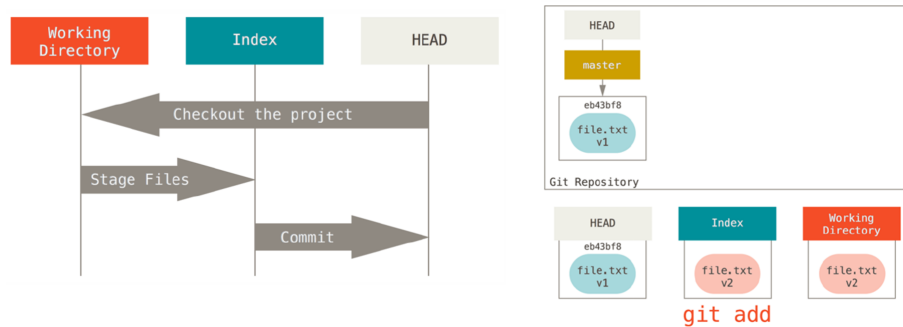 Working
Directory
Index
HEAD
Checkout the project
Stage Files
Commit
HEAD
master
eb43bf8
file.txt
v1
Git Repository
HEAD
Index
Working
Directory
eb43bf8
file.txt
v1
file.txt
v2
file.txt
v2
git add